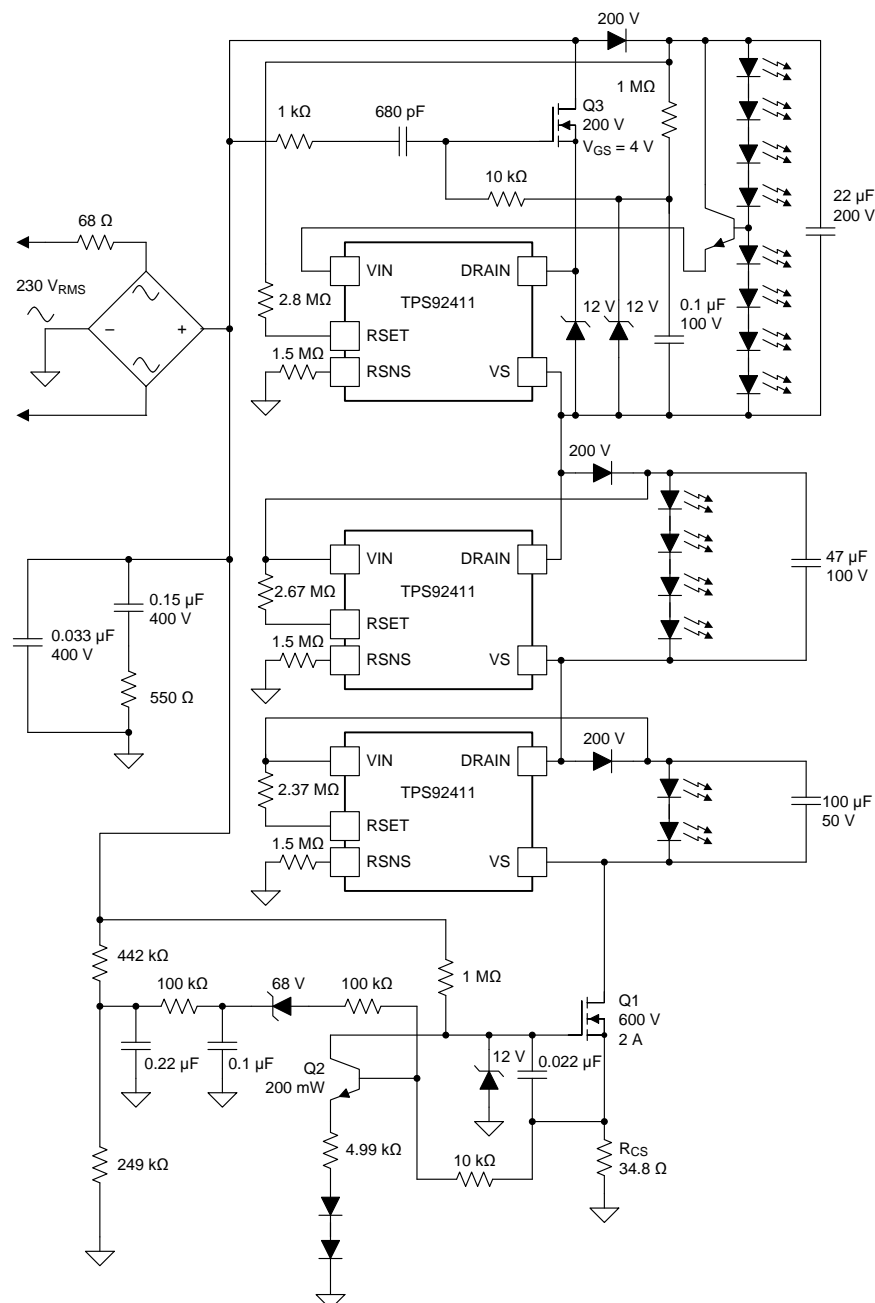 200 V
1 MΩ
680 pF
1 kΩ
Q3
200 V
VGS = 4 V
10 kΩ
22 µF
200 V
68 Ω
230 VRMS
VIN
DRAIN
TPS92411
2.8 MΩ
RSET
1.5 MΩ
RSNS
VS
12 V
12 V
0.1 µF
100 V
–
+
200 V
VIN
DRAIN
TPS92411
2.67 MΩ
RSET
1.5 MΩ
RSNS
VS
47 µF
100 V
0.15 µF
400 V
0.033 µF
400 V
550 Ω
200 V
VIN
DRAIN
TPS92411
2.37 MΩ
RSET
1.5 MΩ
RSNS
VS
100 µF
50 V
442 kΩ
100 kΩ
68 V
100 kΩ
1 MΩ
Q1
600 V
2 A
0.22 µF
0.1 µF
Q2
200 mW
12 V
0.022 µF
4.99 kΩ
10 kΩ
RCS
34.8 Ω
249 kΩ